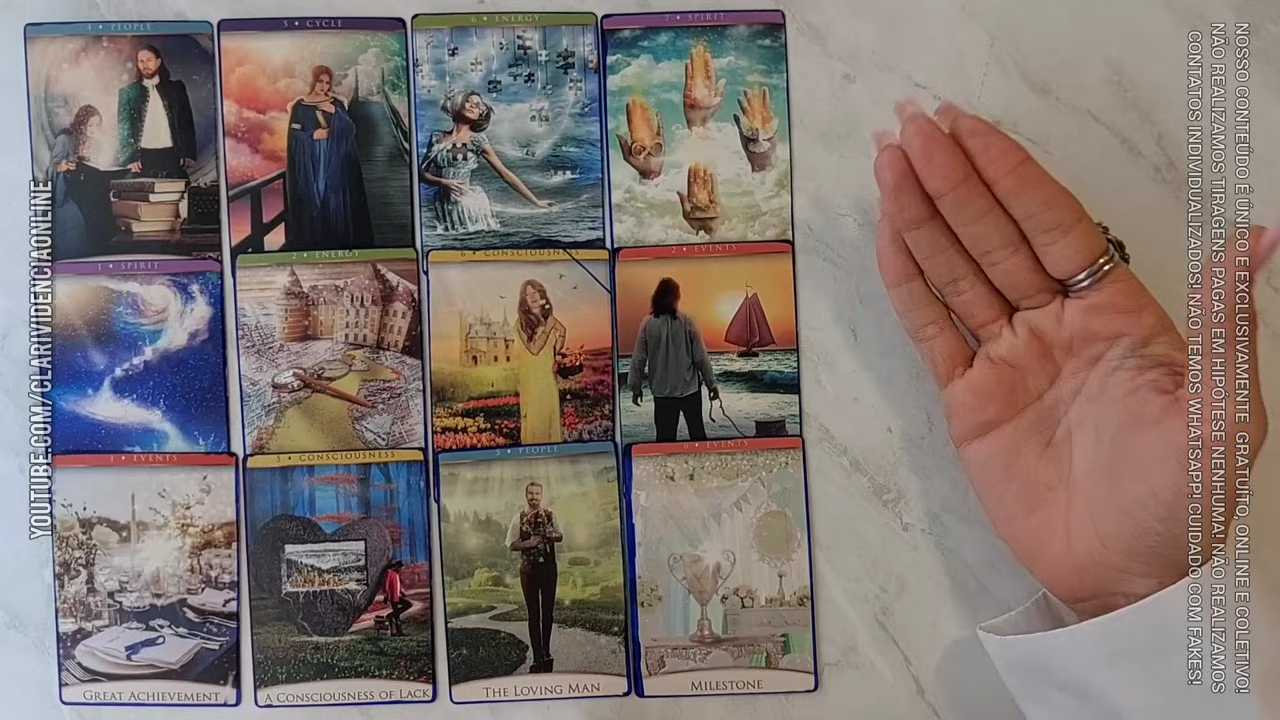 4 • PEOPLE
5 • CYCLE
6 • ENERGY
7 • SPIRIT
1 • SPIRIT
2 • ENERGY
6 • CONSCIOUSNESS
2 • EVENTS
1 • EVENTS
5 • CONSCIOUSNESS
5 • PEOPLE
6 • EVENTS
GREAT ACHIEVEMENT
A CONSCIOUSNESS OF LACK
THE LOVING MAN
MILESTONE
YOUTUBE.COM/CLARIVIDENCIAONLINE
NOSSO CONTEÚDO É ÚNICO E EXCLUSIVAMENTE GRATUÍTO, ONLINE E COLETIVO!
NÃO REALIZAMOS TIRAGENS PAGAS EM HIPÓTESE NENHUMA! NÃO REALIZAMOS
CONTATOS INDIVIDUALIZADOS! NÃO TEMOS WHATSAPP! CUIDADO COM FAKES!